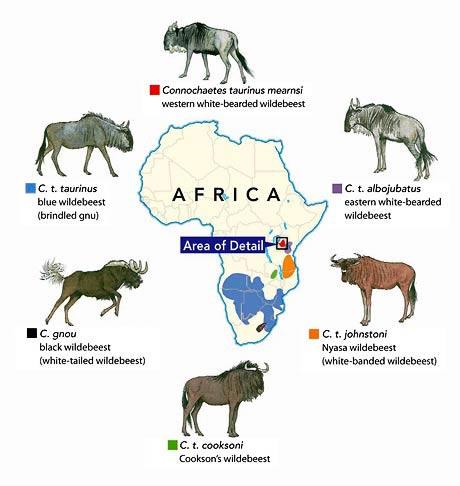 Connochaetes taurinus mearnsi
western white-bearded wildebeest
C. t. taurinus
blue wildebeest
(brindled gnu)
C. t. albojubatus
eastern white-bearded
wildebeest
AFRICA
Area of Detail
C. gnou
black wildebeest
(white-tailed wildebeest)
C. t. johnstoni
Nyasa wildebeest
(white-banded wildebeest)
C. t. cooksoni
Cookson's wildebeest